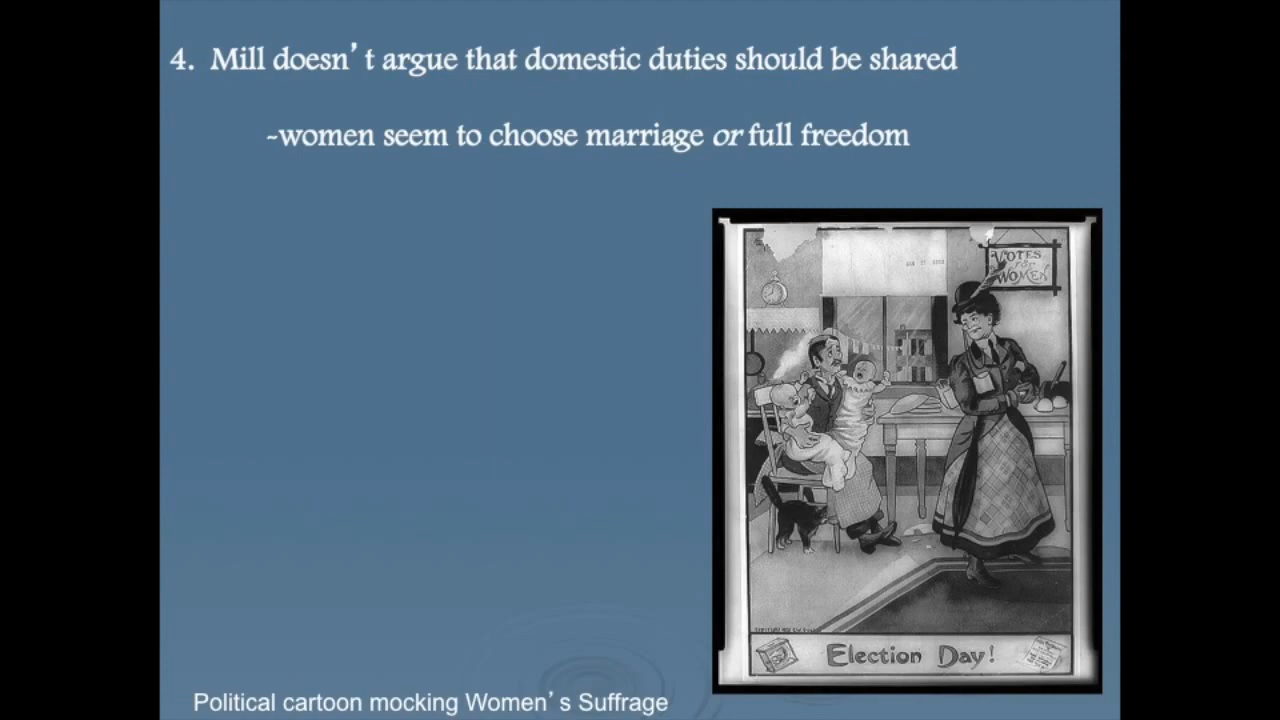 4. Mill doesn't argue that domestic duties should be shared
-women seem to choose marriage or full freedom
VOTES
for
WOMEN
Election Day!
Political cartoon mocking Women's Suffrage